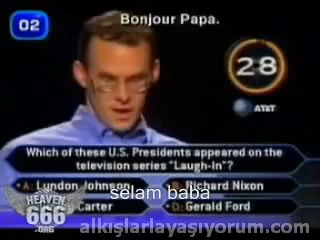 Bonjour Papa.
02
28
AT&T
Which of these U.S. Presidents appeared on the
television series "Laugh-In"?
A: Lyndon Johnson
B: Richard Nixon
selam baba
Carter
D: Gerald Ford
HEAVEN
666
.ORG
alkışlarlayaşıyorum.com